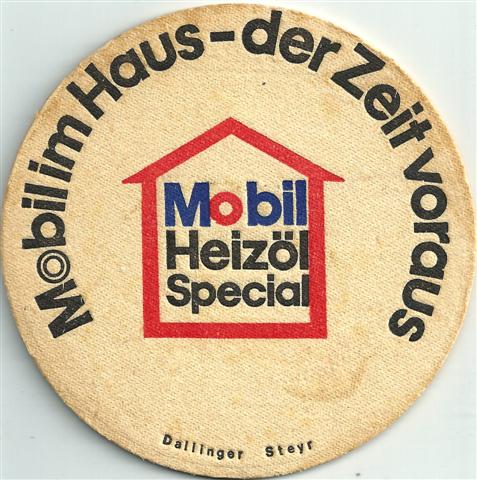 Mobil im Haus - der Zeit voraus
Mobil
Heizöl
Special
Dallinger Steyr